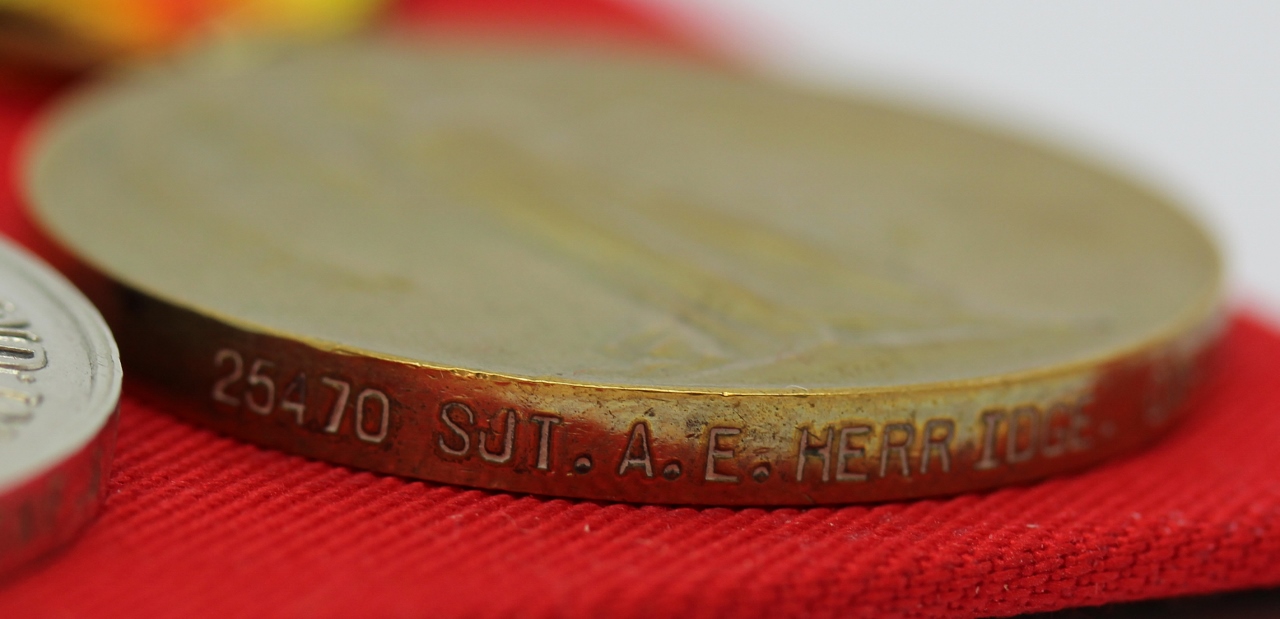 25470 SJT. A. E. HERRIDGE.